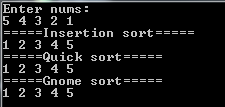 Enter nums:
5 4 3 2 1
=====Insertion sort=====
1 2 3 4 5
=====Quick sort=====
1 2 3 4 5
=====Gnome sort=====
1 2 3 4 5